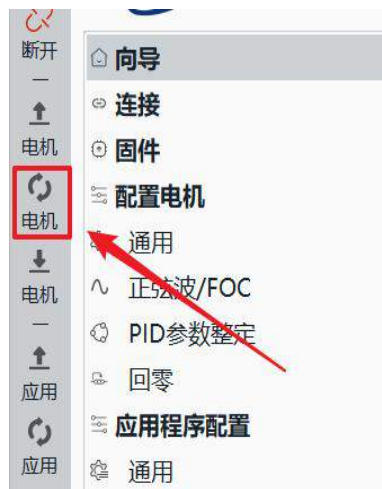 断开
电机
电机
电机
应用
应用
向导
连接
固件
配置电机
通用
正弦波/FOC
PID参数整定
回零
应用程序配置
通用